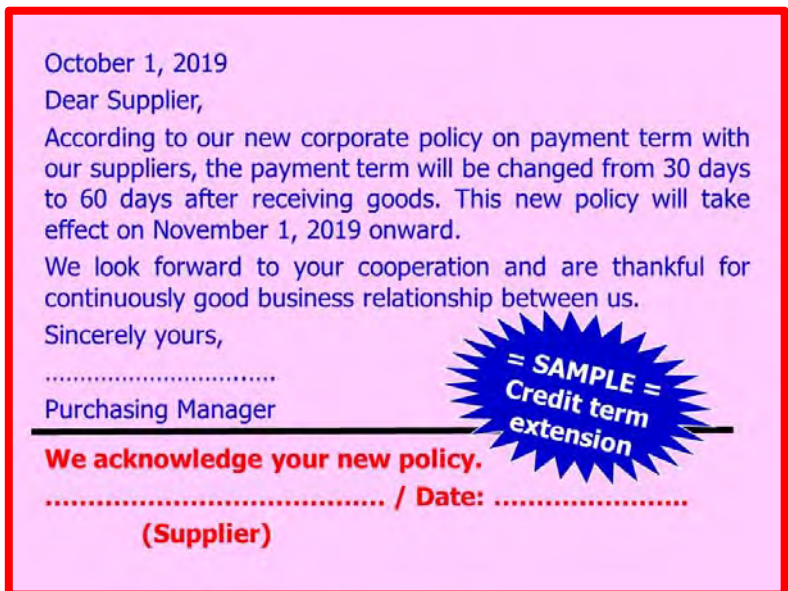 October 1, 2019
Dear Supplier,
According to our new corporate policy on payment term with
our suppliers, the payment term will be changed from 30 days
to 60 days after receiving goods. This new policy will take
effect on November 1, 2019 onward.
We look forward to your cooperation and are thankful for
continuously good business relationship between us.
Sincerely yours,
..................................
Purchasing Manager
= SAMPLE =
Credit term
extension
We acknowledge your new policy.
........................................ / Date: .......................
(Supplier)